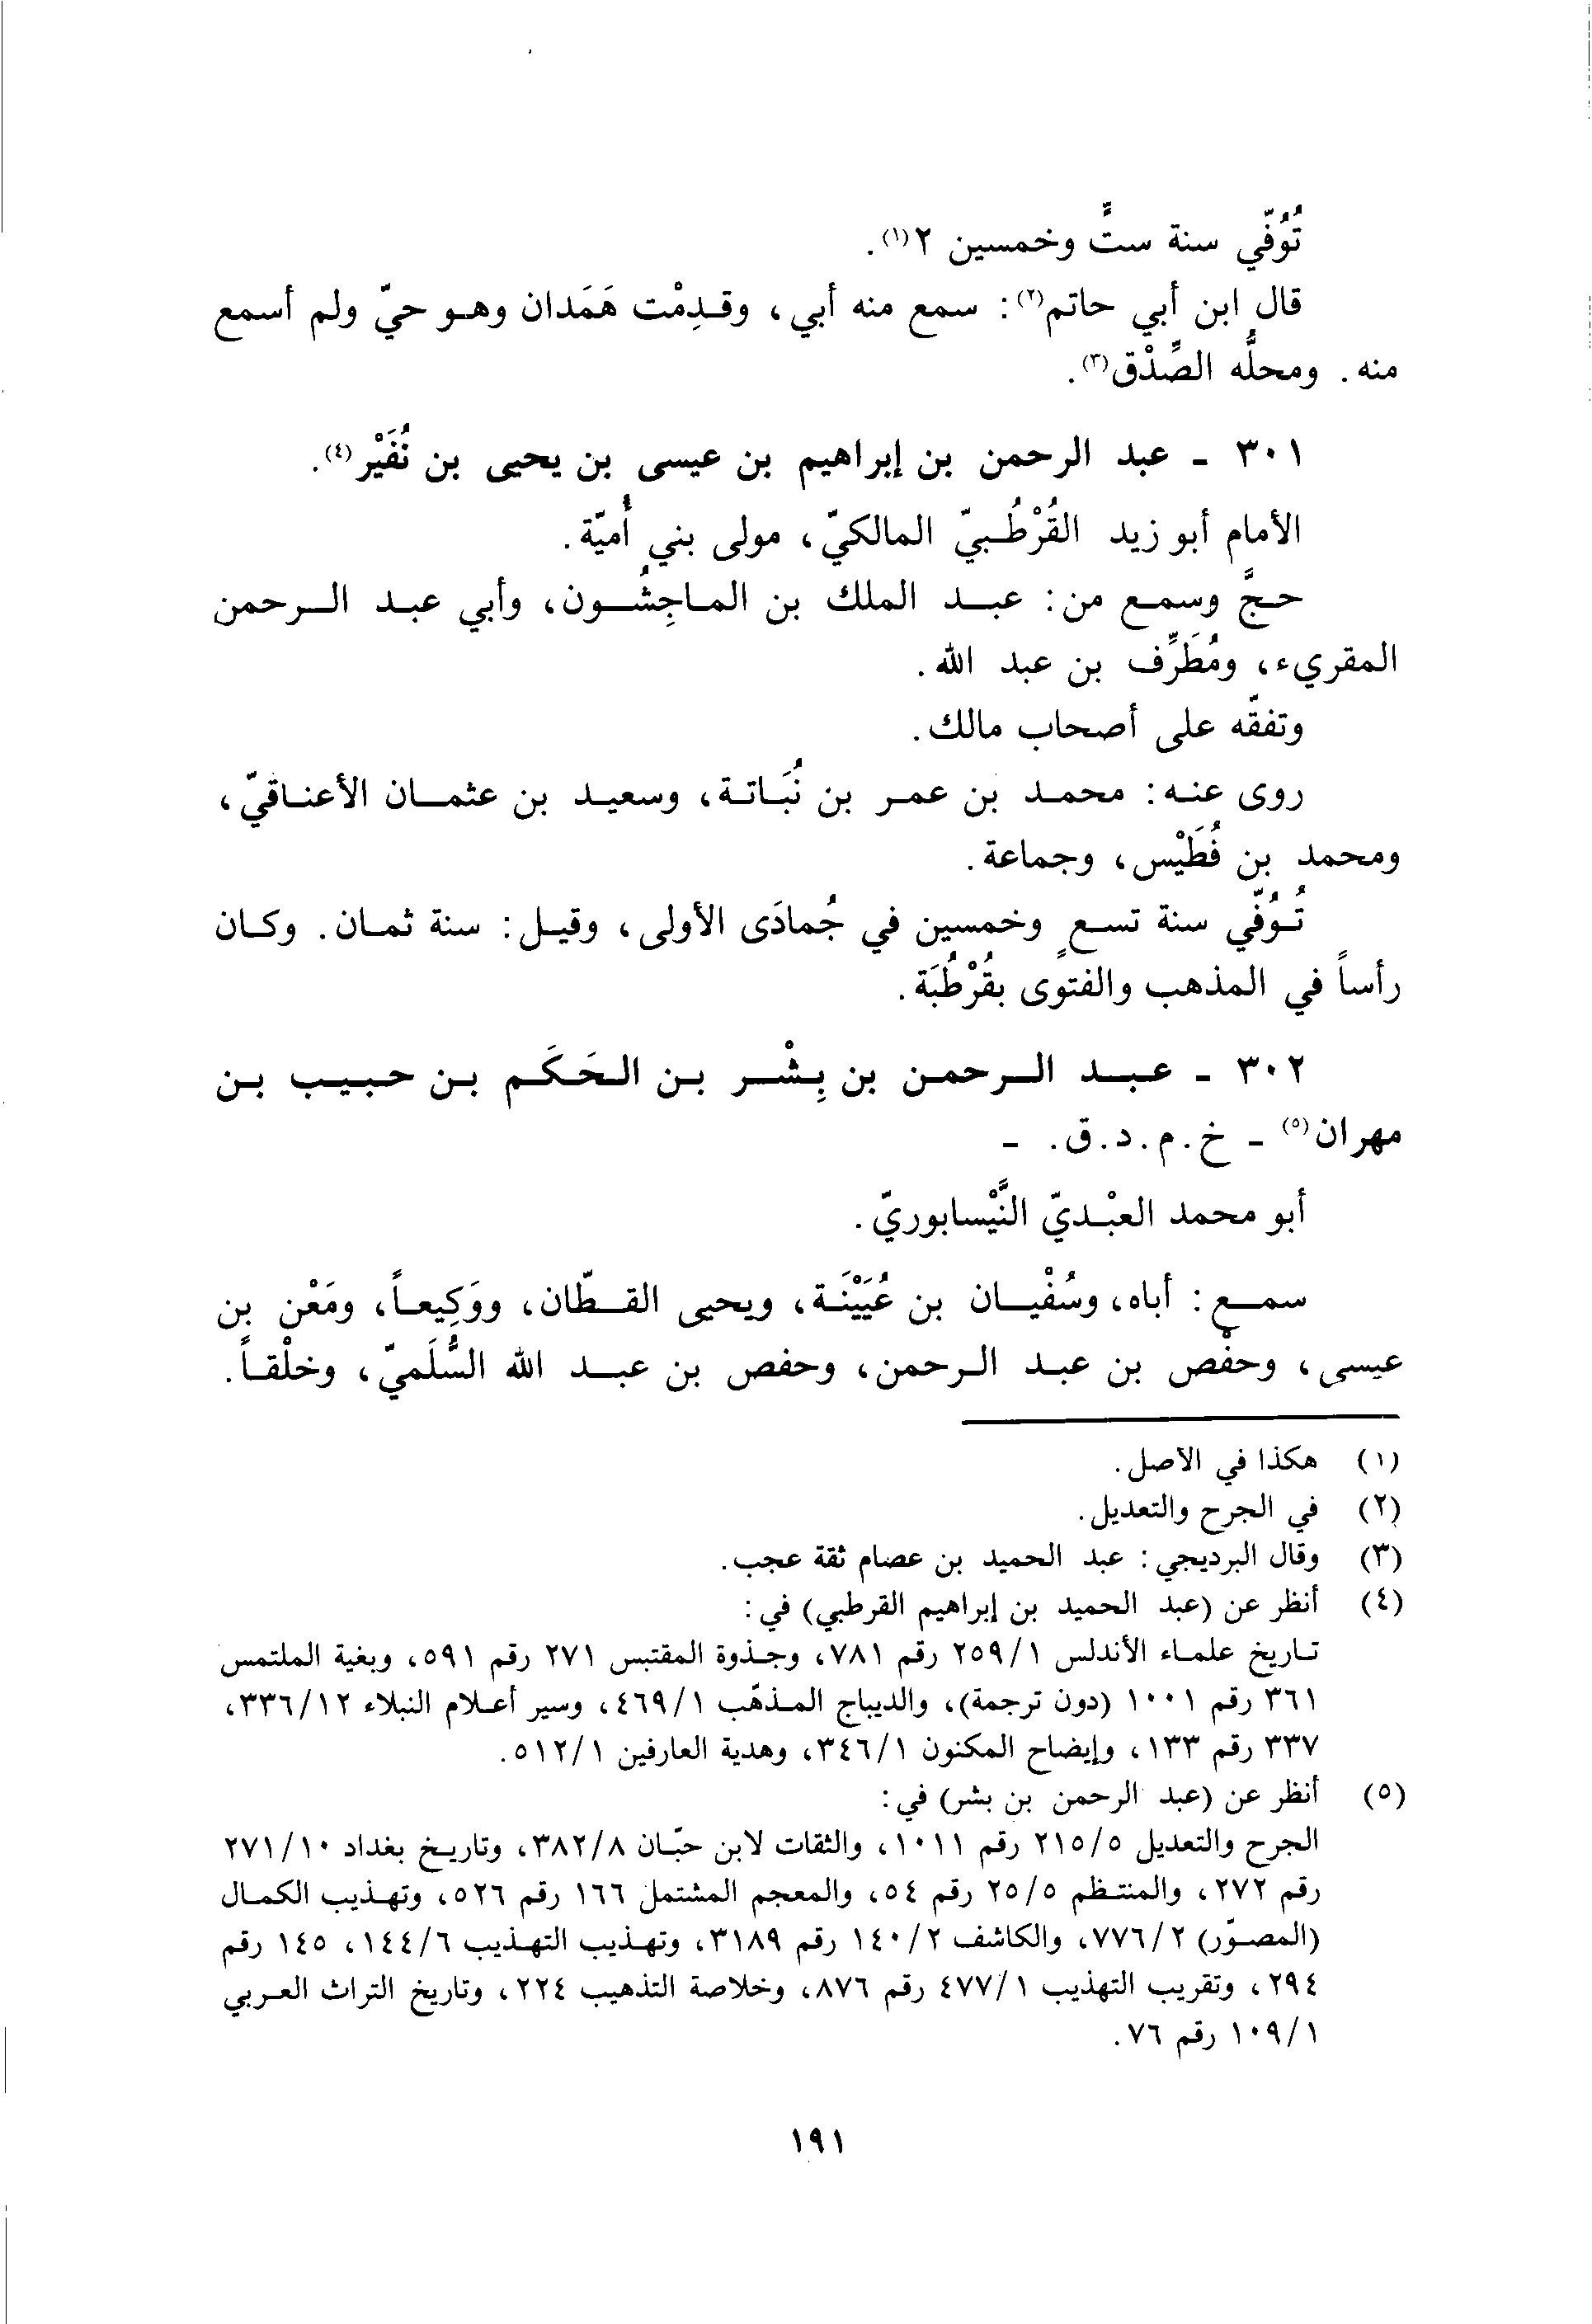 تُوُفّي سنة ستٍّ وخمسين ٢(١).
قال ابن أبي حاتم(٢): سمع منه أبي، وقدِمْت هَمَدان وهو حيّ ولم أسمع
منه. ومحلُّه الصِّدْق(٣).
٣٠١ - عبد الرحمن بن إبراهيم بن عيسى بن يحيى بن نُفَيْر(٤).
الأمام أبو زيد القُرْطُبيّ المالكيّ، مولى بني أُميّة.
حجَّ وسمع من: عبد الملك بن الماجِشُون، وأبي عبد الرحمن
المقريء، ومُطَرِّف بن عبد الله.
وتفقّه على أصحاب مالك.
روى عنه: محمد بن عمر بن نُبَاتة، وسعيد بن عثمان الأعناقيّ،
ومحمد بن فُطَيْس، وجماعة.
تُوُفّي سنة تسعٍ وخمسين في جُمادَى الأولى، وقيل: سنة ثمان. وكان
رأساً في المذهب والفتوى بقُرْطُبَة.
٣٠٢ - عبد الرحمن بن بِشْر بن الحَكَم بن حبيب بن
مهران(٥) - خ.م.د.ق. -
أبو محمد العبْديّ النَّيْسابوريّ.
سمع: أباه، وسُفْيان بن عُيَيْنَة، ويحيى القطّان، ووَكِيعاً، ومَعْن بن
عيسى، وحفْص بن عبد الرحمن، وحفص بن عبد الله السُّلَميّ، وخلْقاً.
(١) هكذا في الأصل.
(٢) في الجرح والتعديل.
(٣) وقال البرديجي: عبد الحميد بن عصام ثقة عجب.
(٤) أنظر عن (عبد الحميد بن إبراهيم القرطبي) في:
تاريخ علماء الأندلس ٢٥٩/١ رقم ٧٨١، وجذوة المقتبس ٢٧١ رقم ٥٩١، وبغية الملتمس
٣٦١ رقم ١٠٠١ (دون ترجمة)، والديباج المذهّب ٤٦٩/١، وسير أعلام النبلاء ٣٣٦/١٢،
٣٣٧ رقم ١٣٣، وإيضاح المكنون ٣٤٦/١، وهدية العارفين ٥١٢/١.
(٥) أنظر عن (عبد الرحمن بن بشر) في:
الجرح والتعديل ٢١٥/٥ رقم ١٠١١، والثقات لابن حبّان ٣٨٢/٨، وتاريخ بغداد ٢٧١/١٠
رقم ٢٧٢، والمنتظم ٢٥/٥ رقم ٥٤، والمعجم المشتمل ١٦٦ رقم ٥٢٦، وتهذيب الكمال
(المصوّر) ٧٧٦/٢، والكاشف ١٤٠/٢ رقم ٣١٨٩، وتهذيب التهذيب ١٤٤/٦، ١٤٥ رقم
٢٩٤، وتقريب التهذيب ٤٧٧/١ رقم ٨٧٦، وخلاصة التذهيب ٢٢٤، وتاريخ التراث العربي
١٠٩/١ رقم ٧٦.
١٩١